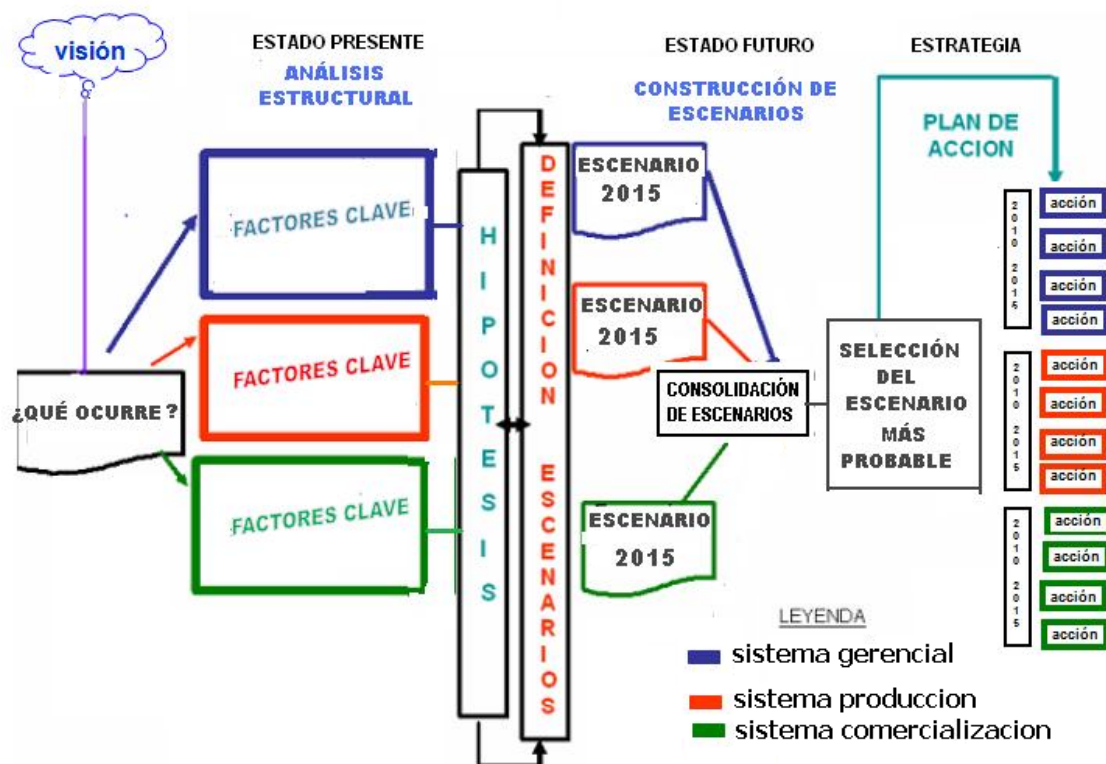 visión
ESTADO PRESENTE
ANÁLISIS
ESTRUCTURAL
ESTADO FUTURO
CONSTRUCCIÓN DE
ESCENARIOS
ESTRATEGIA
PLAN DE
ACCION
¿QUÉ OCURRE ?
FACTORES CLAVE
FACTORES CLAVE
FACTORES CLAVE
HIPOTESIS
DEFINICION ESCENARIOS
ESCENARIO
2015
ESCENARIO
2015
ESCENARIO
2015
CONSOLIDACIÓN
DE ESCENARIOS
SELECCIÓN
DEL
ESCENARIO
MÁS
PROBABLE
2010 2015
acción
acción
acción
acción
2010 2015
acción
acción
acción
acción
2010 2015
acción
acción
acción
acción
LEYENDA
sistema gerencial
sistema produccion
sistema comercializacion